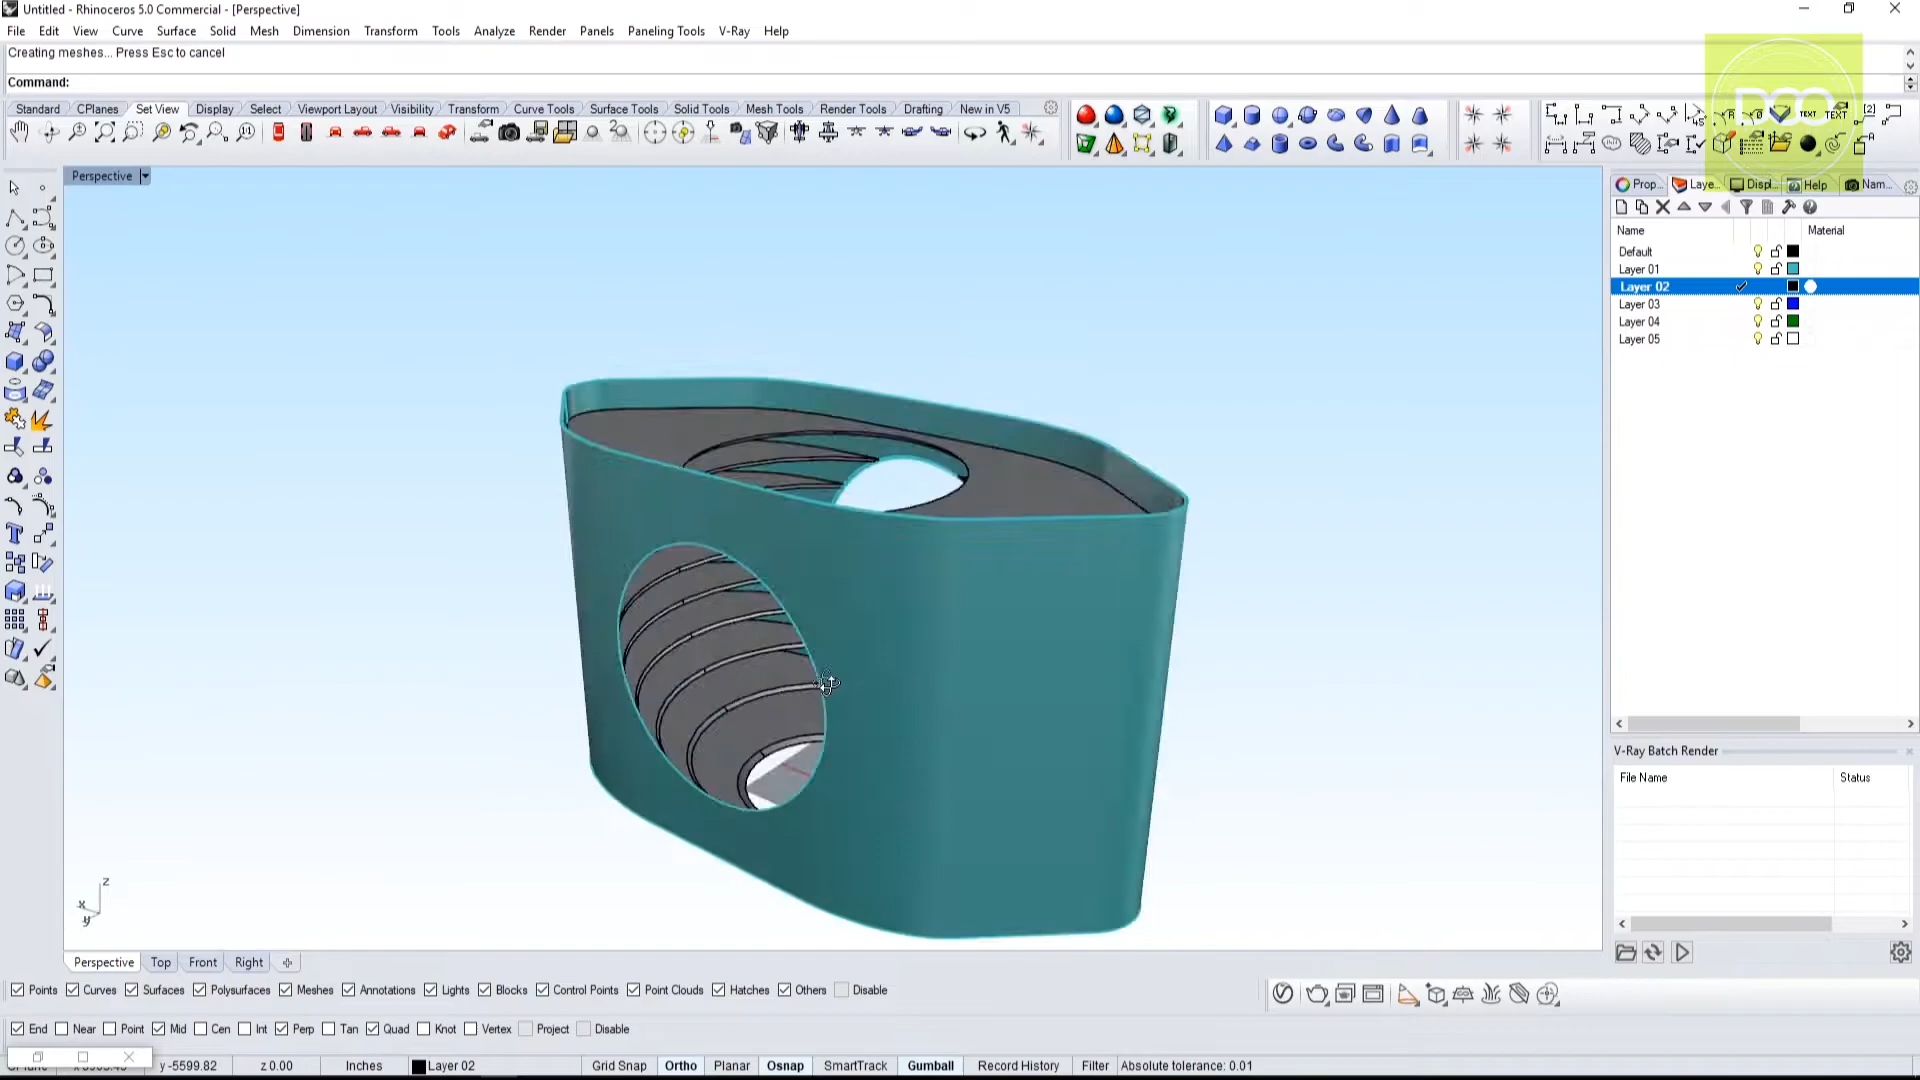 Untitled - Rhinoceros 5.0 Commercial - [Perspective]
File Edit View Curve Surface Solid Mesh Dimension Transform Tools Analyze Render Panels Paneling Tools V-Ray Help
Creating meshes... Press Esc to cancel
Command:
Standard CPlanes Set View Display Select Viewport Layout Visibility Transform Curve Tools Surface Tools Solid Tools Mesh Tools Render Tools Drafting New in V5
Perspective
Prop... Laye... Displ... Help Nam...
Name Material
Default
Layer 01
Layer 02
Layer 03
Layer 04
Layer 05
V-Ray Batch Render
File Name Status
z
x
y
Perspective Top Front Right
Points Curves Surfaces Polysurfaces Meshes Annotations Lights Blocks Control Points Point Clouds Hatches Others Disable
End Near Point Mid Cen Int Perp Tan Quad Knot Vertex Project Disable
y -5599.82 z 0.00 Inches Layer 02 Grid Snap Ortho Planar Osnap SmartTrack Gumball Record History Filter Absolute tolerance: 0.01